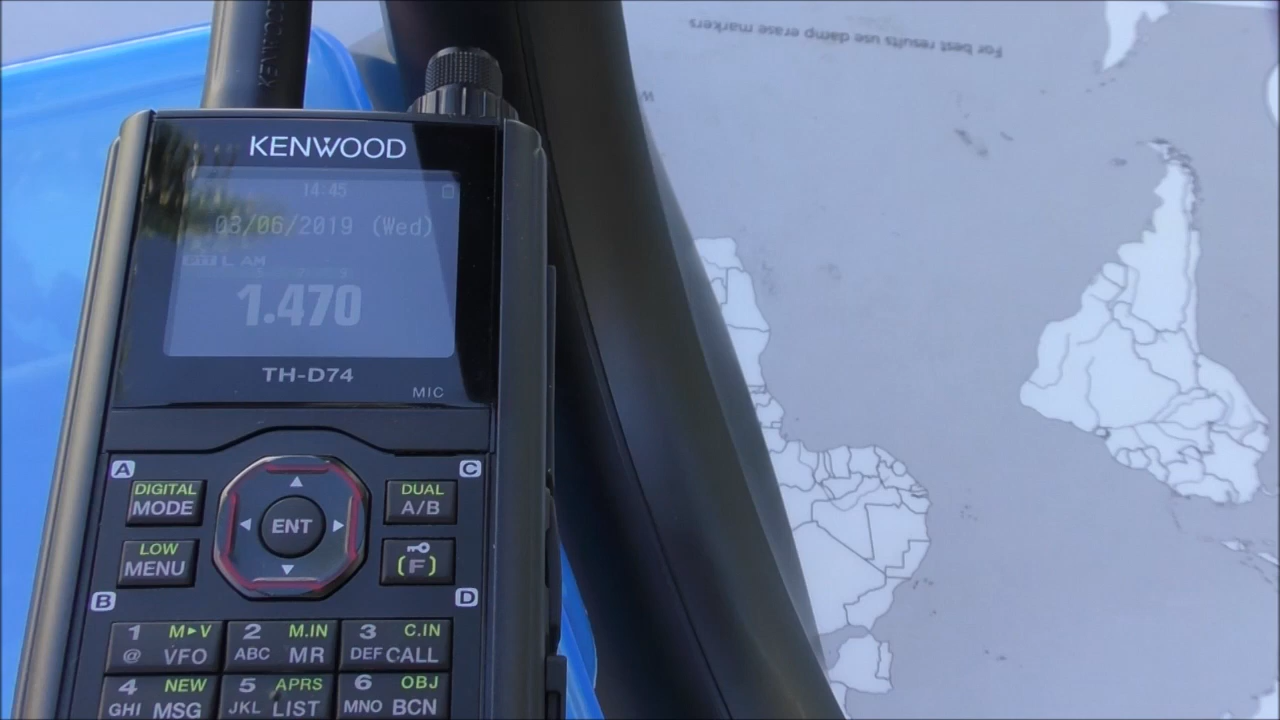 For best results use damp erase markers
W
KENWOOD
KENWOOD
14:45
03/06/2019 (Wed)
L AM
1.470
TH-D74
MIC
A
C
DIGITAL
DUAL
MODE
A/B
ENT
LOW
MENU
(F)
B
D
1 M►V
2 M.IN
3 C.IN
@ VFO
ABC MR
DEF CALL
4 NEW
5 APRS
6 OBJ
GHI MSG
JKL LIST
MNO BCN